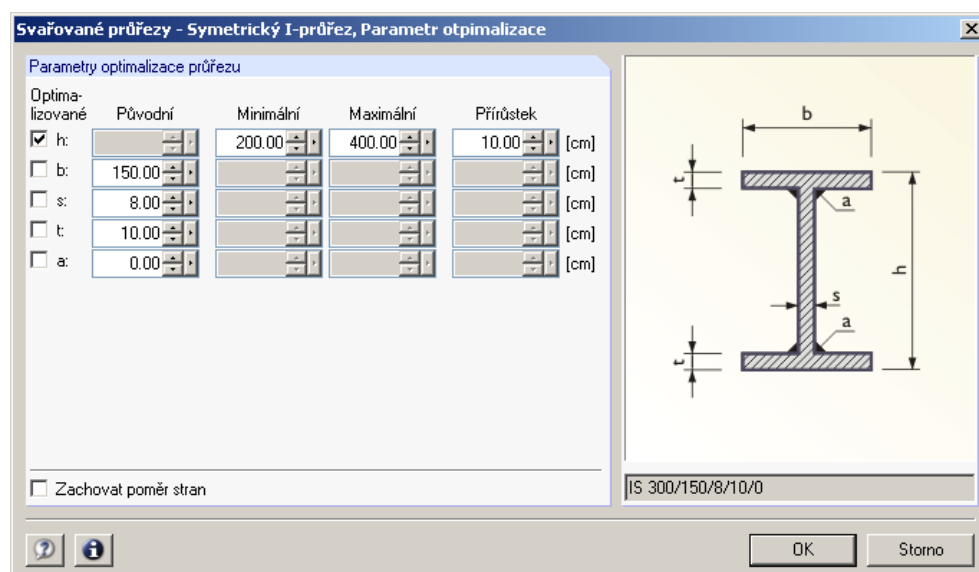 Svařované průřezy - Symetrický I-průřez, Parametr otpimalizace
Parametry optimalizace průřezu
Optima-
lizované Původní Minimální Maximální Přírůstek
h: 200.00 400.00 10.00 [cm]
b: 150.00 [cm]
s: 8.00 [cm]
t: 10.00 [cm]
a: 0.00 [cm]
Zachovat poměr stran
b
t
a
h
s
a
t
IS 300/150/8/10/0
OK Storno